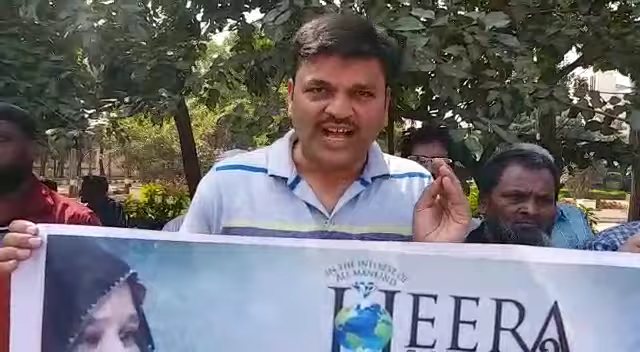 IN THE INTEREST OF
ALL MANKIND
HEERA